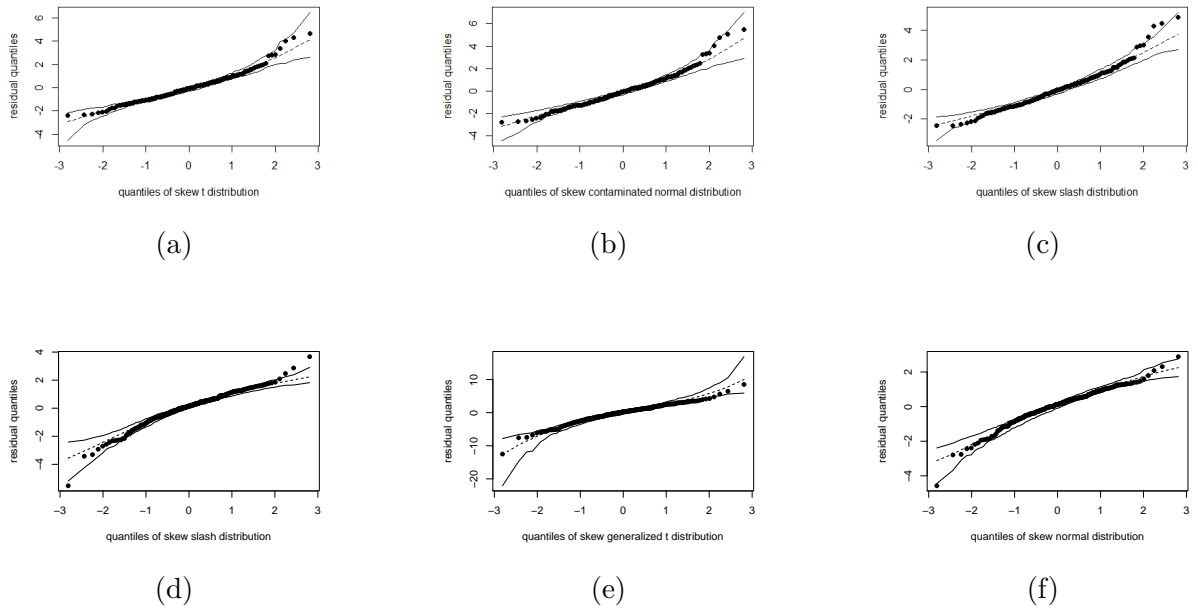 residual quantiles
6
4
2
0
-2
-4
-3 -2 -1 0 1 2 3
quantiles of skew t distribution
(a)
residual quantiles
6
4
2
0
-2
-4
-3 -2 -1 0 1 2 3
quantiles of skew contaminated normal distribution
(b)
residual quantiles
4
2
0
-2
-3 -2 -1 0 1 2 3
quantiles of skew slash distribution
(c)
residual quantiles
4
2
0
−2
−4
−3 −2 −1 0 1 2 3
quantiles of skew slash distribution
(d)
residual quantiles
10
0
−10
−20
−3 −2 −1 0 1 2 3
quantiles of skew generalized t distribution
(e)
residual quantiles
2
0
−2
−4
−3 −2 −1 0 1 2 3
quantiles of skew normal distribution
(f)